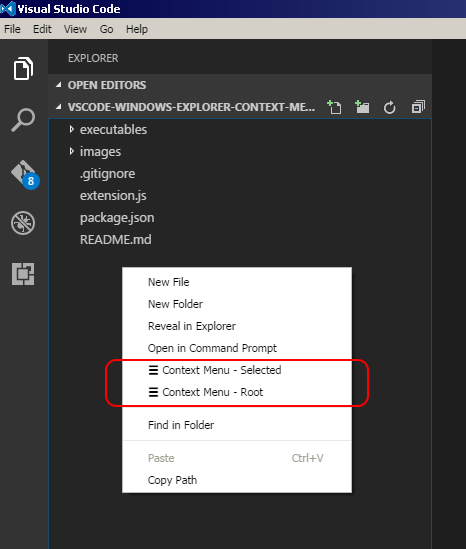 Visual Studio Code
File Edit View Go Help
EXPLORER
OPEN EDITORS
VSCODE-WINDOWS-EXPLORER-CONTEXT-ME...
executables
images
.gitignore
extension.js
package.json
README.md
8
New File
New Folder
Reveal in Explorer
Open in Command Prompt
Context Menu - Selected
Context Menu - Root
Find in Folder
Paste Ctrl+V
Copy Path